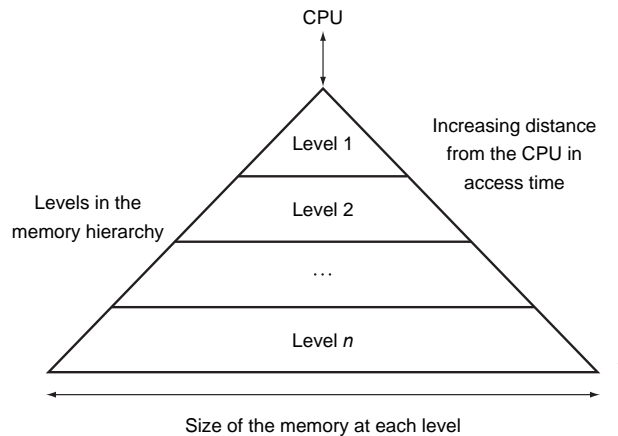 CPU
Increasing distance
from the CPU in
access time
Level 1
Levels in the
memory hierarchy
Level 2
...
Level n
Size of the memory at each level